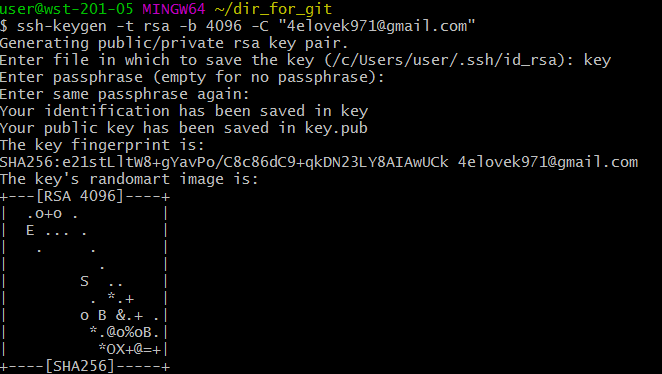 user@wst-201-05 MINGW64 ~/dir_for_git
$ ssh-keygen -t rsa -b 4096 -C "4elovek971@gmail.com"
Generating public/private rsa key pair.
Enter file in which to save the key (/c/Users/user/.ssh/id_rsa): key
Enter passphrase (empty for no passphrase):
Enter same passphrase again:
Your identification has been saved in key
Your public key has been saved in key.pub
The key fingerprint is:
SHA256:e21stLltW8+gYavPo/C8c86dC9+qkDN23LY8AIAwUCk 4elovek971@gmail.com
The key's randomart image is:
+---[RSA 4096]----+
|  .o+o .         |
|  E ... .        |
|   .     .       |
|          .      |
|        S  ..    |
|         . *.+   |
|        o B &.+ .|
|         *.@o%oB.|
|          *OX+@=+|
+----[SHA256]-----+